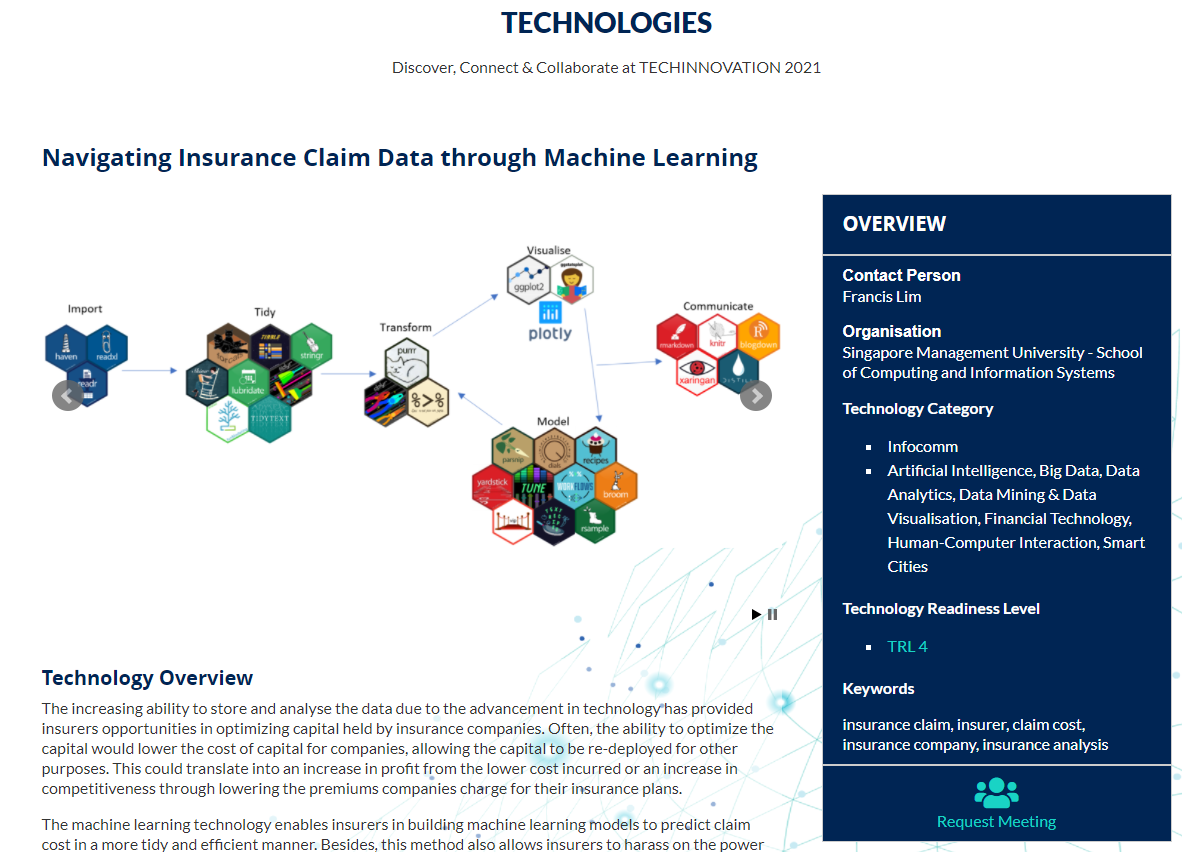 TECHNOLOGIES
Discover, Connect & Collaborate at TECHINNOVATION 2021
Navigating Insurance Claim Data through Machine Learning
Import
haven
readxl
readr
Tidy
TIBBLE
stringr
lubridate
TIDYTEXT
Transform
purrr
%>%
Visualise
ggplot2
plotly
Model
parsnip
dials
recipes
yardstick
TUNE
WORKFLOWS
broom
rsample
Communicate
rmarkdown
knitr
blogdown
xaringan
DISTILL
Technology Overview
The increasing ability to store and analyse the data due to the advancement in technology has provided
insurers opportunities in optimizing capital held by insurance companies. Often, the ability to optimize the
capital would lower the cost of capital for companies, allowing the capital to be re-deployed for other
purposes. This could translate into an increase in profit from the lower cost incurred or an increase in
competitiveness through lowering the premiums companies charge for their insurance plans.
The machine learning technology enables insurers in building machine learning models to predict claim
cost in a more tidy and efficient manner. Besides, this method also allows insurers to harass on the power
OVERVIEW
Contact Person
Francis Lim
Organisation
Singapore Management University - School
of Computing and Information Systems
Technology Category
Infocomm
Artificial Intelligence, Big Data, Data
Analytics, Data Mining & Data
Visualisation, Financial Technology,
Human-Computer Interaction, Smart
Cities
Technology Readiness Level
TRL 4
Keywords
insurance claim, insurer, claim cost,
insurance company, insurance analysis
Request Meeting